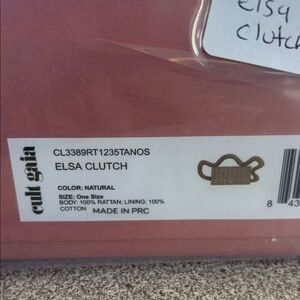 Elsa
Clutch
cult gaia
CL3389RT1235TANOS
ELSA CLUTCH
COLOR: NATURAL
SIZE: One Size
BODY: 100% RATTAN; LINING: 100%
COTTON MADE IN PRC
8 43